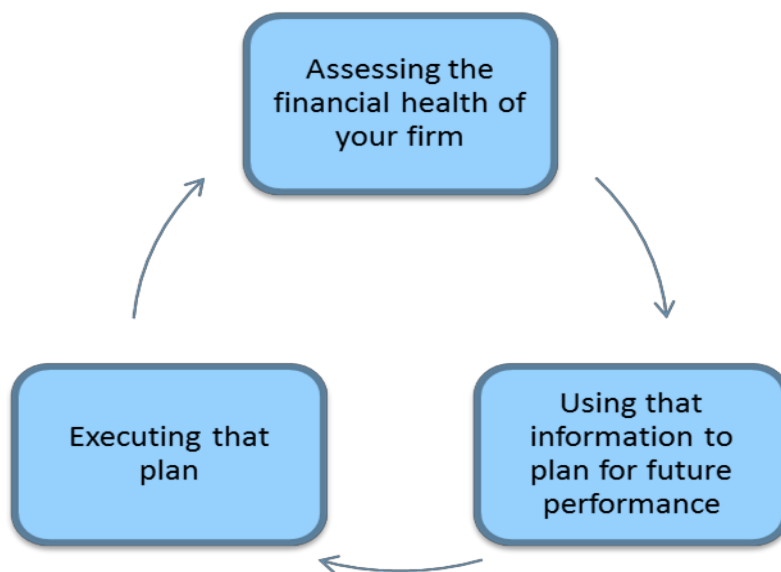 Assessing the
financial health of
your firm
Executing that
plan
Using that
information to
plan for future
performance